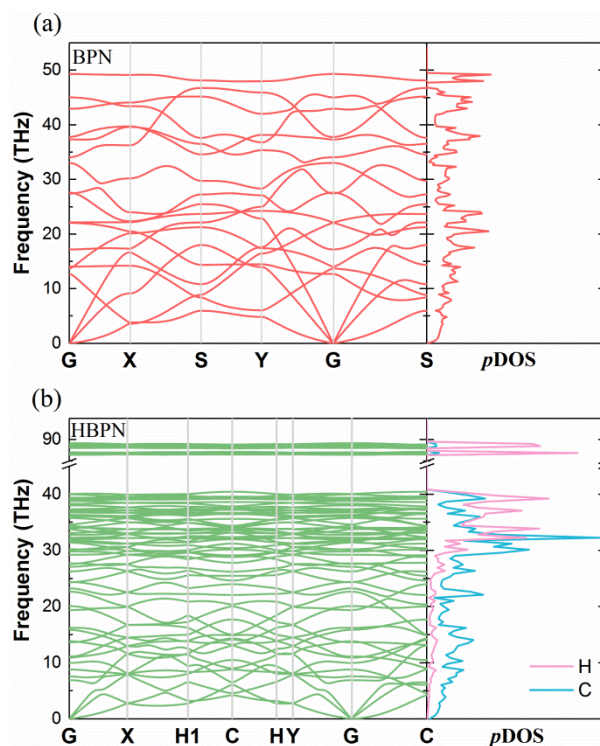 (a)
BPN
50
40
30
20
10
0
Frequency (THz)
G X S Y G S pDOS
(b)
HBPN
90
40
30
20
10
0
Frequency (THz)
H
C
G X H1 C H Y G C pDOS